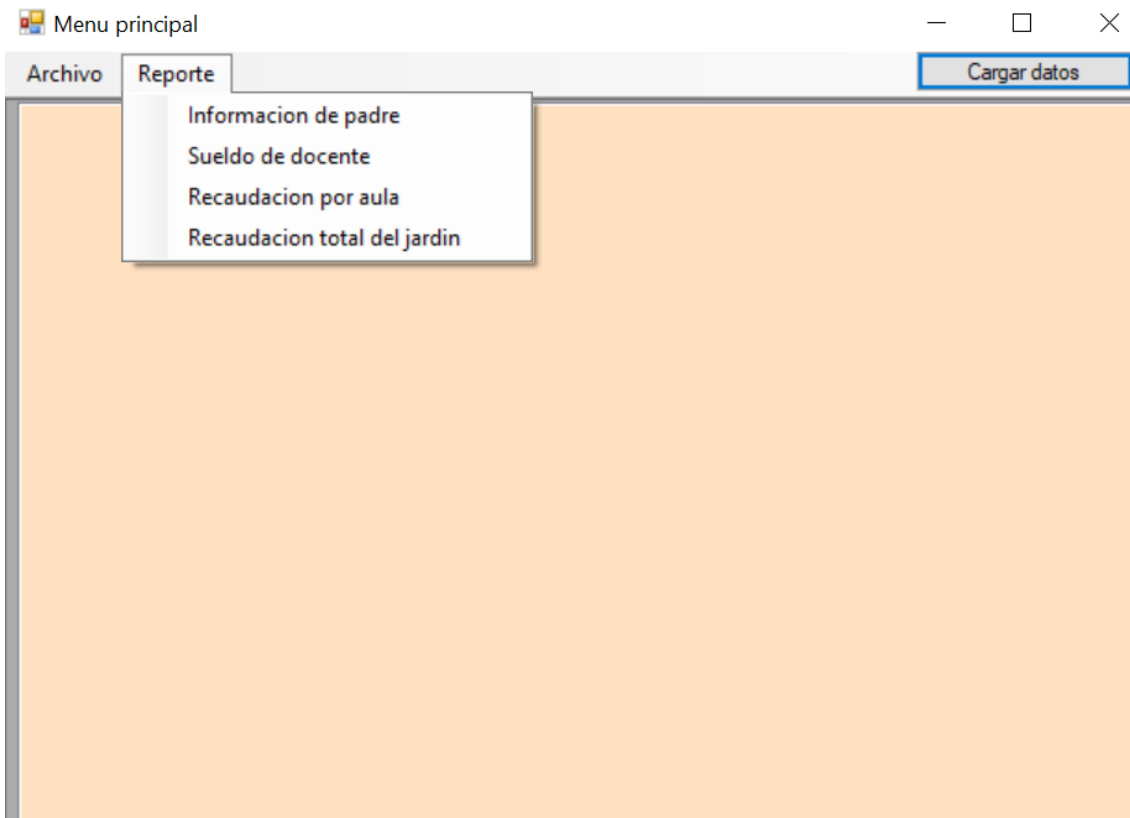 Menu principal
Archivo Reporte Cargar datos
Informacion de padre
Sueldo de docente
Recaudacion por aula
Recaudacion total del jardin